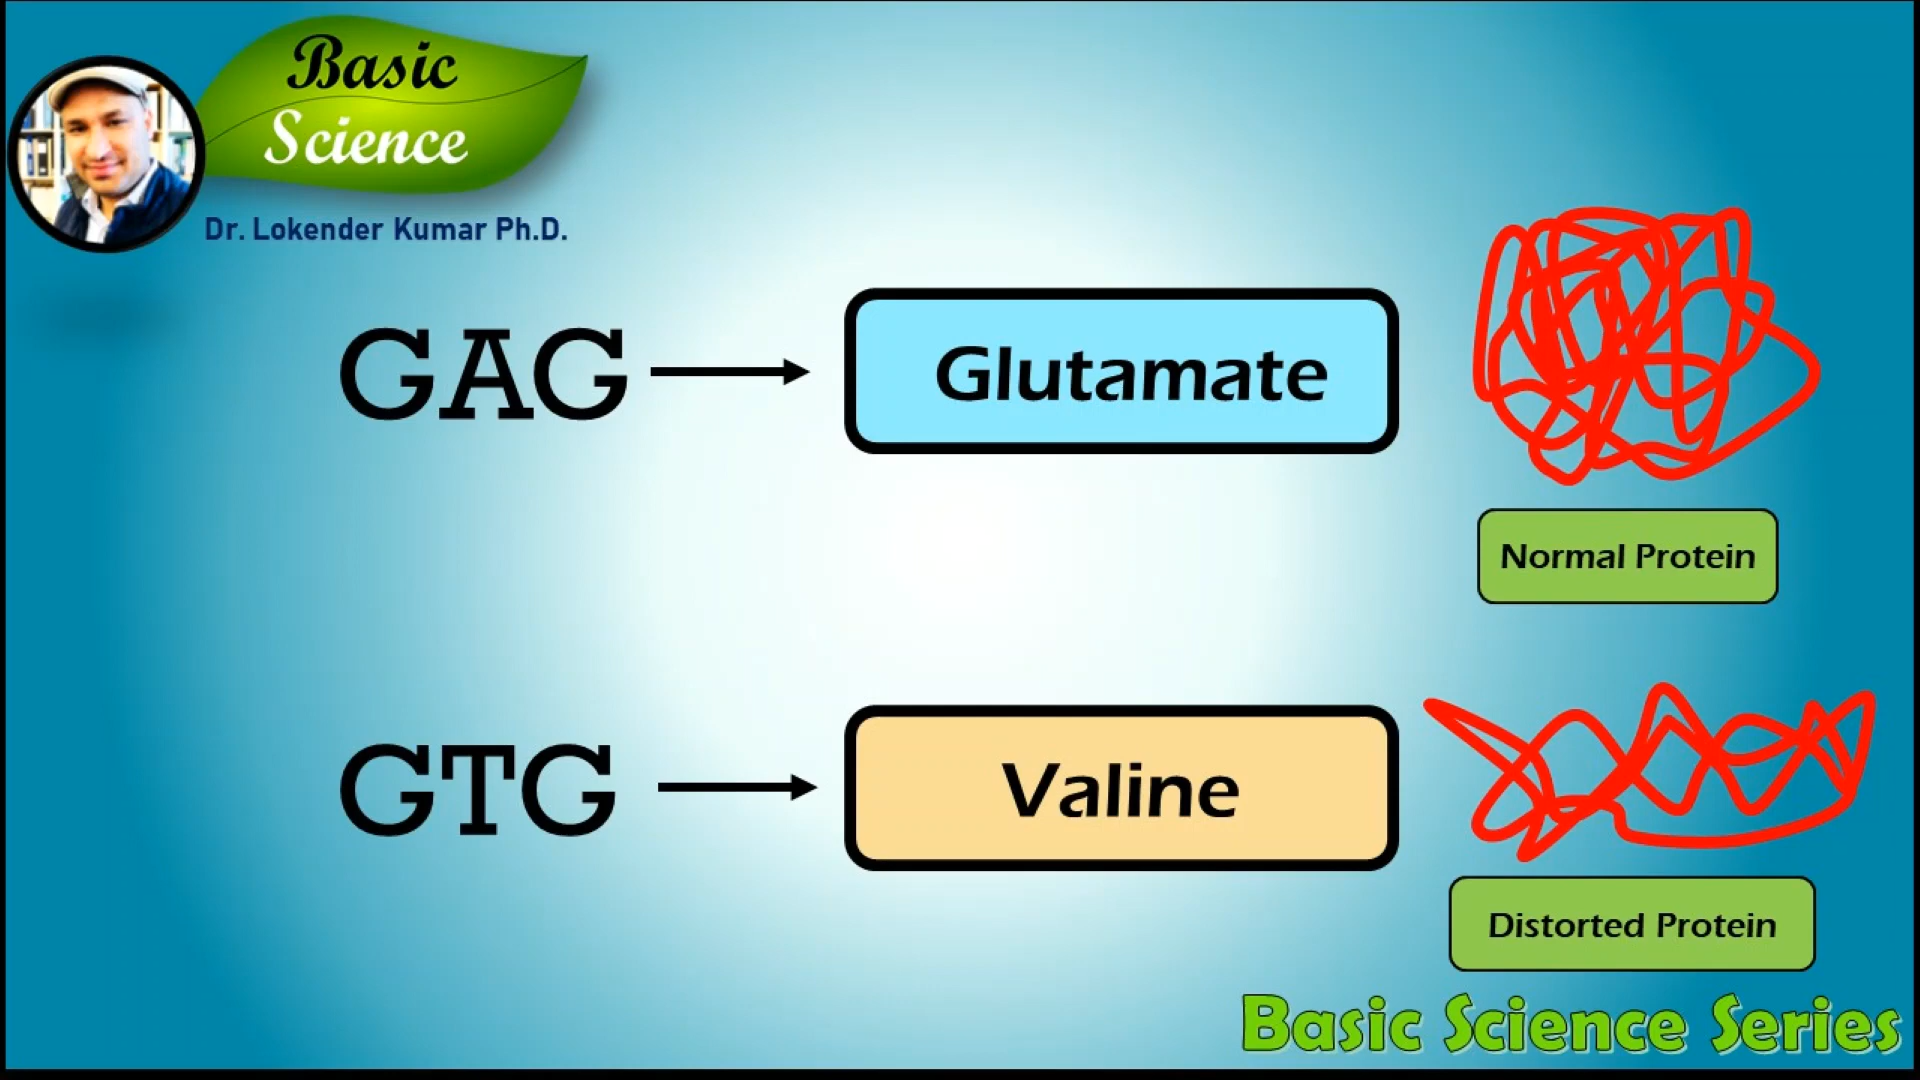 Basic
Science
Dr. Lokender Kumar Ph.D.
GAG
Glutamate
Normal Protein
GTG
Valine
Distorted Protein
Basic Science Series